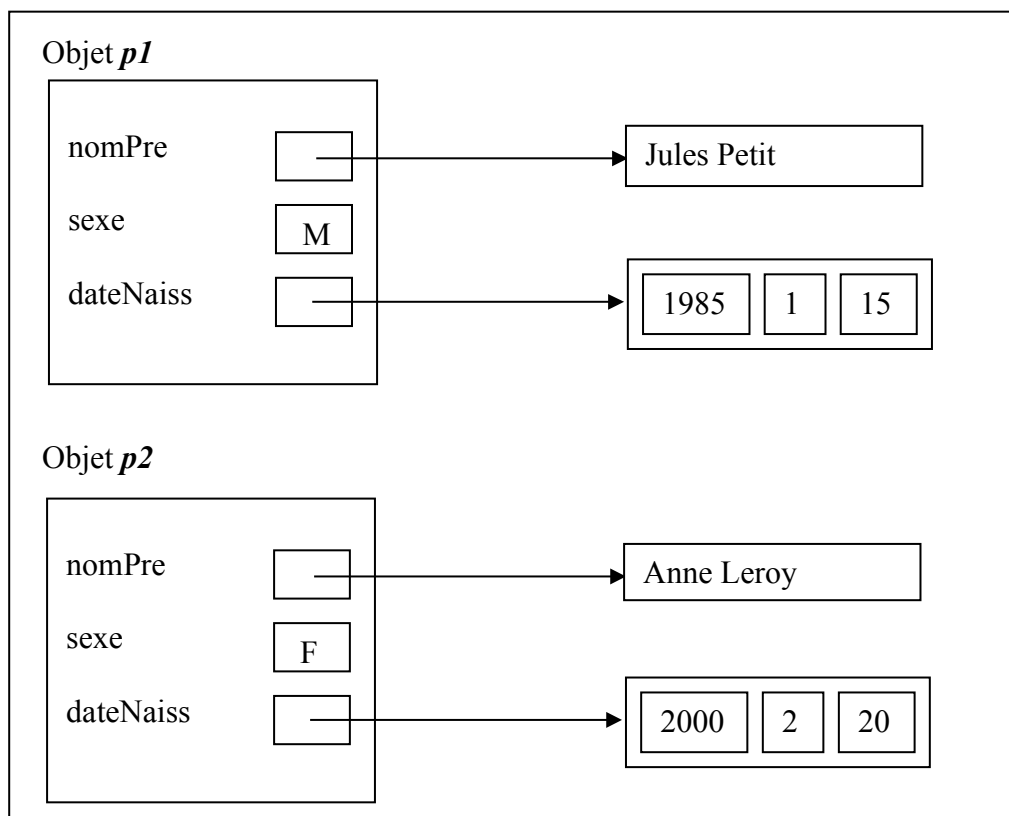 Objet p1
nomPre
Jules Petit
sexe
M
dateNaiss
1985 1 15
Objet p2
nomPre
Anne Leroy
sexe
F
dateNaiss
2000 2 20